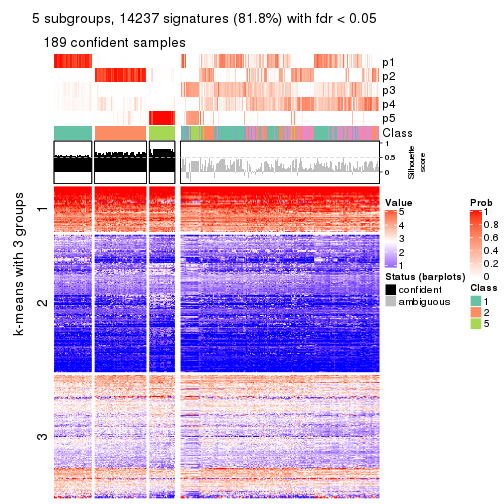 5 subgroups, 14237 signatures (81.8%) with fdr < 0.05
189 confident samples
p1
p2
p3
p4
p5
Class
1
0.5
0
Silhouette
score
k-means with 3 groups
1
2
3
Value
5
4
3
2
1
Status (barplots)
confident
ambiguous
Prob
1
0.8
0.6
0.4
0.2
0
Class
1
2
5